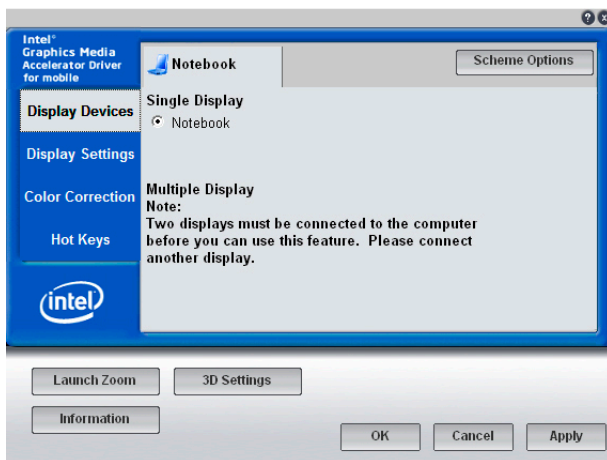 Intel®
Graphics Media
Accelerator Driver
for mobile
Notebook
Scheme Options
Display Devices
Display Settings
Color Correction
Hot Keys
intel
Single Display
Notebook
Multiple Display
Note:
Two displays must be connected to the computer
before you can use this feature. Please connect
another display.
Launch Zoom
3D Settings
Information
OK
Cancel
Apply